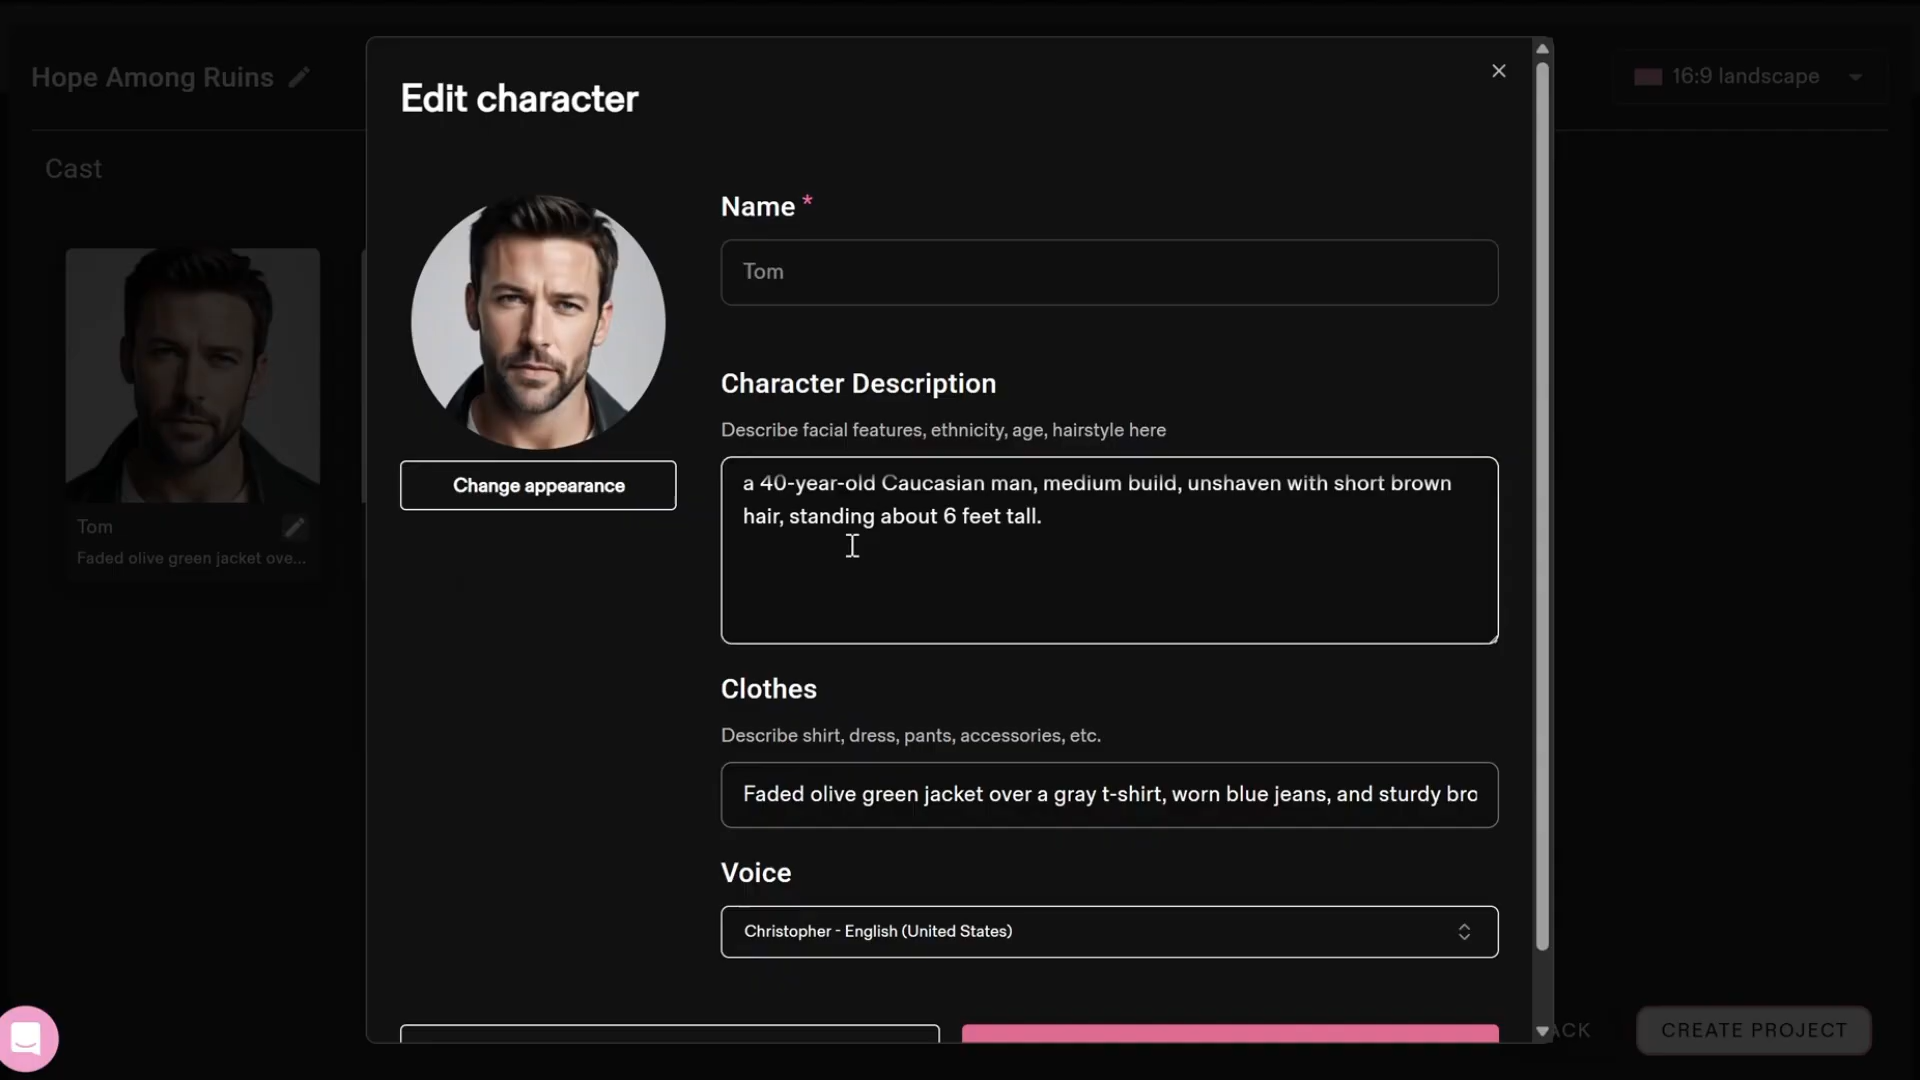 Hope Among Ruins
16:9 landscape
Cast
Tom
Faded olive green jacket ove...
Edit character
Change appearance
Name *
Tom
Character Description
Describe facial features, ethnicity, age, hairstyle here
a 40-year-old Caucasian man, medium build, unshaven with short brown
hair, standing about 6 feet tall.
Clothes
Describe shirt, dress, pants, accessories, etc.
Faded olive green jacket over a gray t-shirt, worn blue jeans, and sturdy bro
Voice
Christopher - English (United States)
ACK
CREATE PROJECT